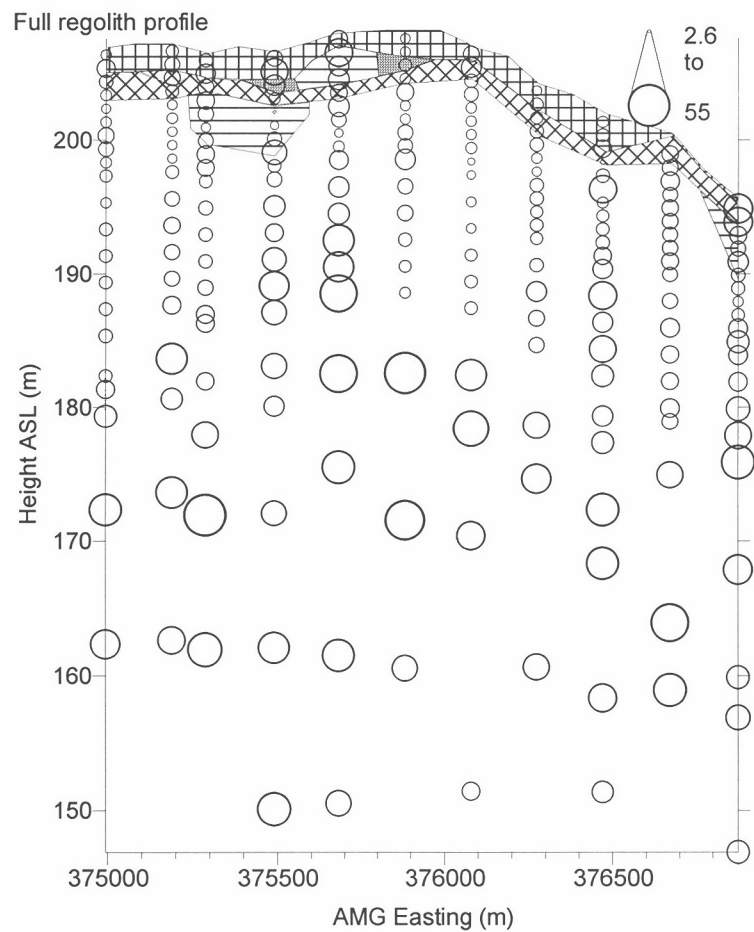 Full regolith profile
2.6
to
55
200
190
180
170
160
150
Height ASL (m)
375000 375500 376000 376500
AMG Easting (m)